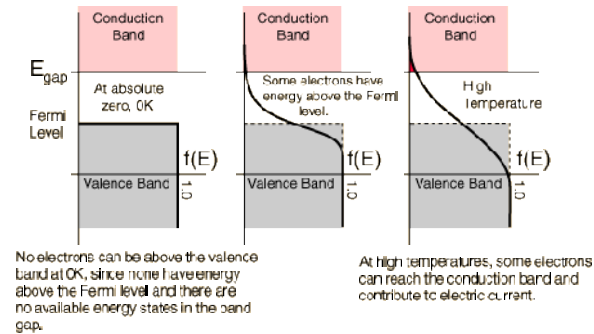 Conduction
Band
Conduction
Band
Conduction
Band
Egap
At absolute
zero, 0K
Some electrons have
energy above the Fermi
level.
High
Temperature
Fermi
Level
f(E)
f(E)
f(E)
Valence Band
Valence Band
Valence Band
1.0
1.0
1.0
No electrons can be above the valence
band at 0K, since none have energy
above the Fermi level and there are
no available energy states in the band
gap.
At high temperatures, some electrons
can reach the conduction band and
contribute to electric current.